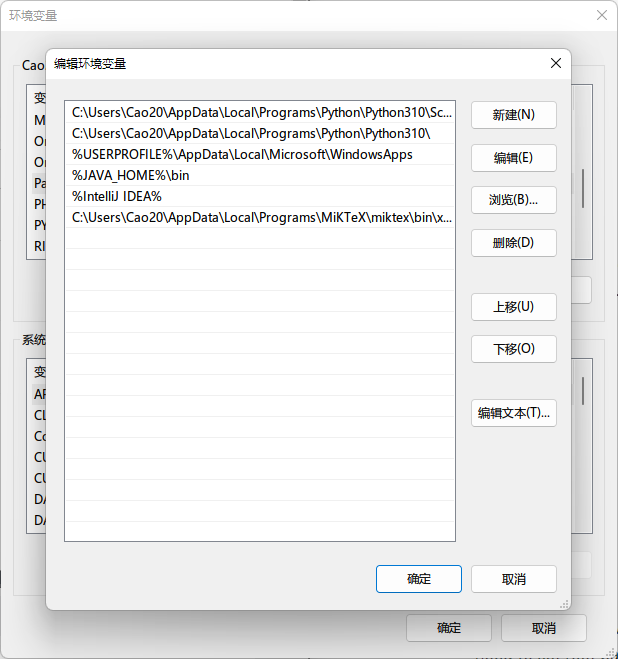 环境变量
编辑环境变量
Cao
C:\Users\Cao20\AppData\Local\Programs\Python\Python310\Sc...
C:\Users\Cao20\AppData\Local\Programs\Python\Python310\
%USERPROFILE%\AppData\Local\Microsoft\WindowsApps
%JAVA_HOME%\bin
%IntelliJ IDEA%
C:\Users\Cao20\AppData\Local\Programs\MiKTeX\miktex\bin\x...
新建(N)
编辑(E)
浏览(B)...
删除(D)
上移(U)
下移(O)
编辑文本(T)...
变
Pa
PH
PY
RI
系统
变
CL
Co
CU
CU
DA
DA
确定
取消
确定
取消